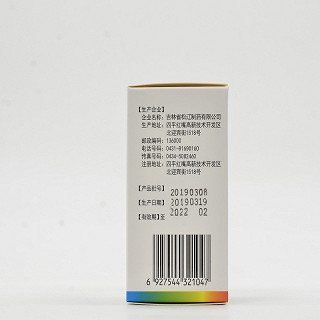 【生产企业】
企业名称：吉林省松辽制药有限公司
生产地址：四平红嘴高新技术开发区
北迎宾街1518号
邮政编码：136000
电话号码：0431-81690160
传真号码：0434-5082460
注册地址：四平红嘴高新技术开发区
北迎宾街1518号
【产品批号】 20190308
【生产日期】 20190319
【有效期】至 2022 02
6 927544 321047